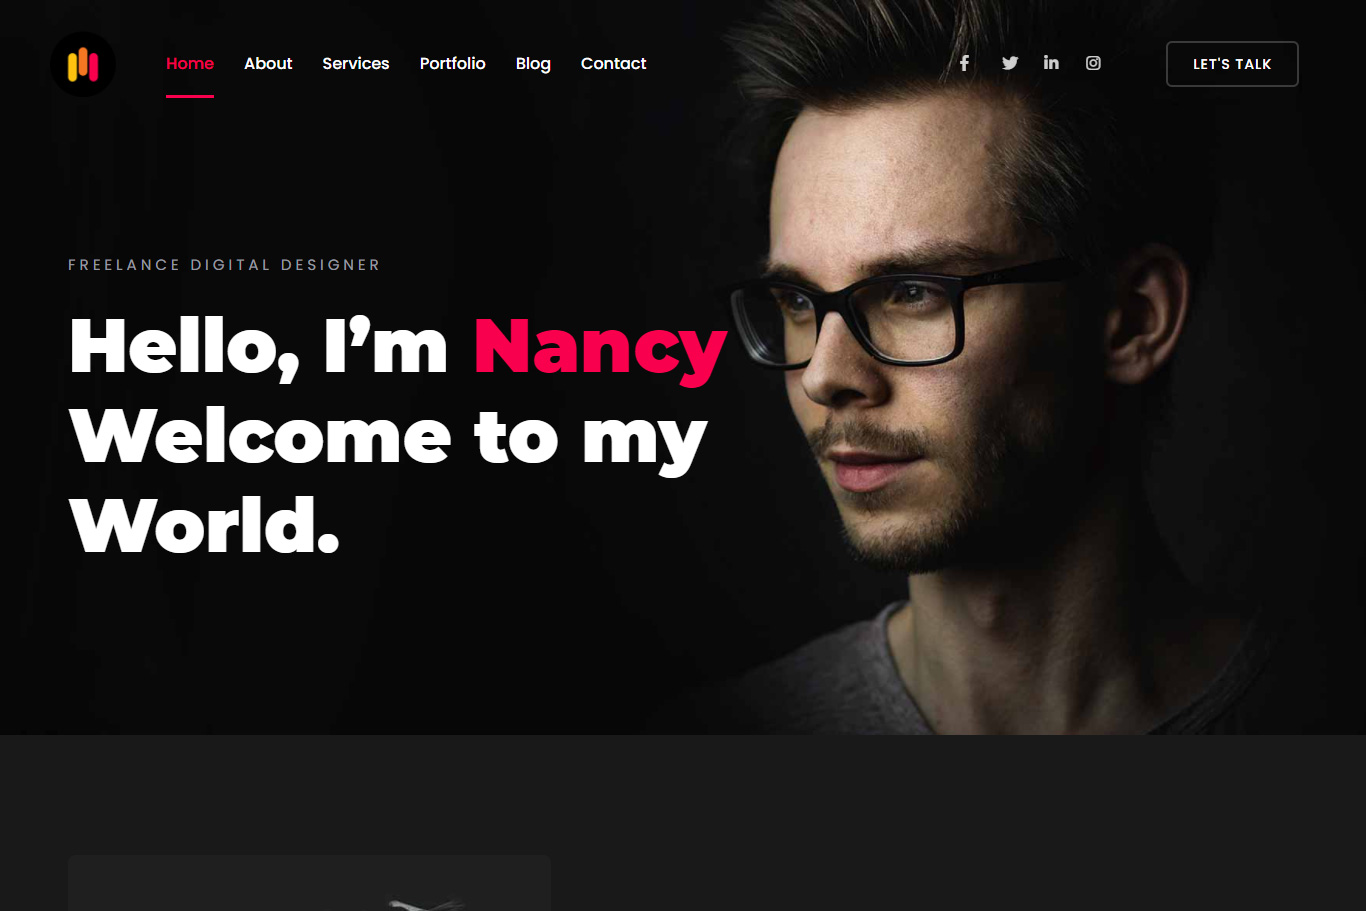 Home About Services Portfolio Blog Contact LET'S TALK
FREELANCE DIGITAL DESIGNER
Hello, I’m Nancy
Welcome to my
World.